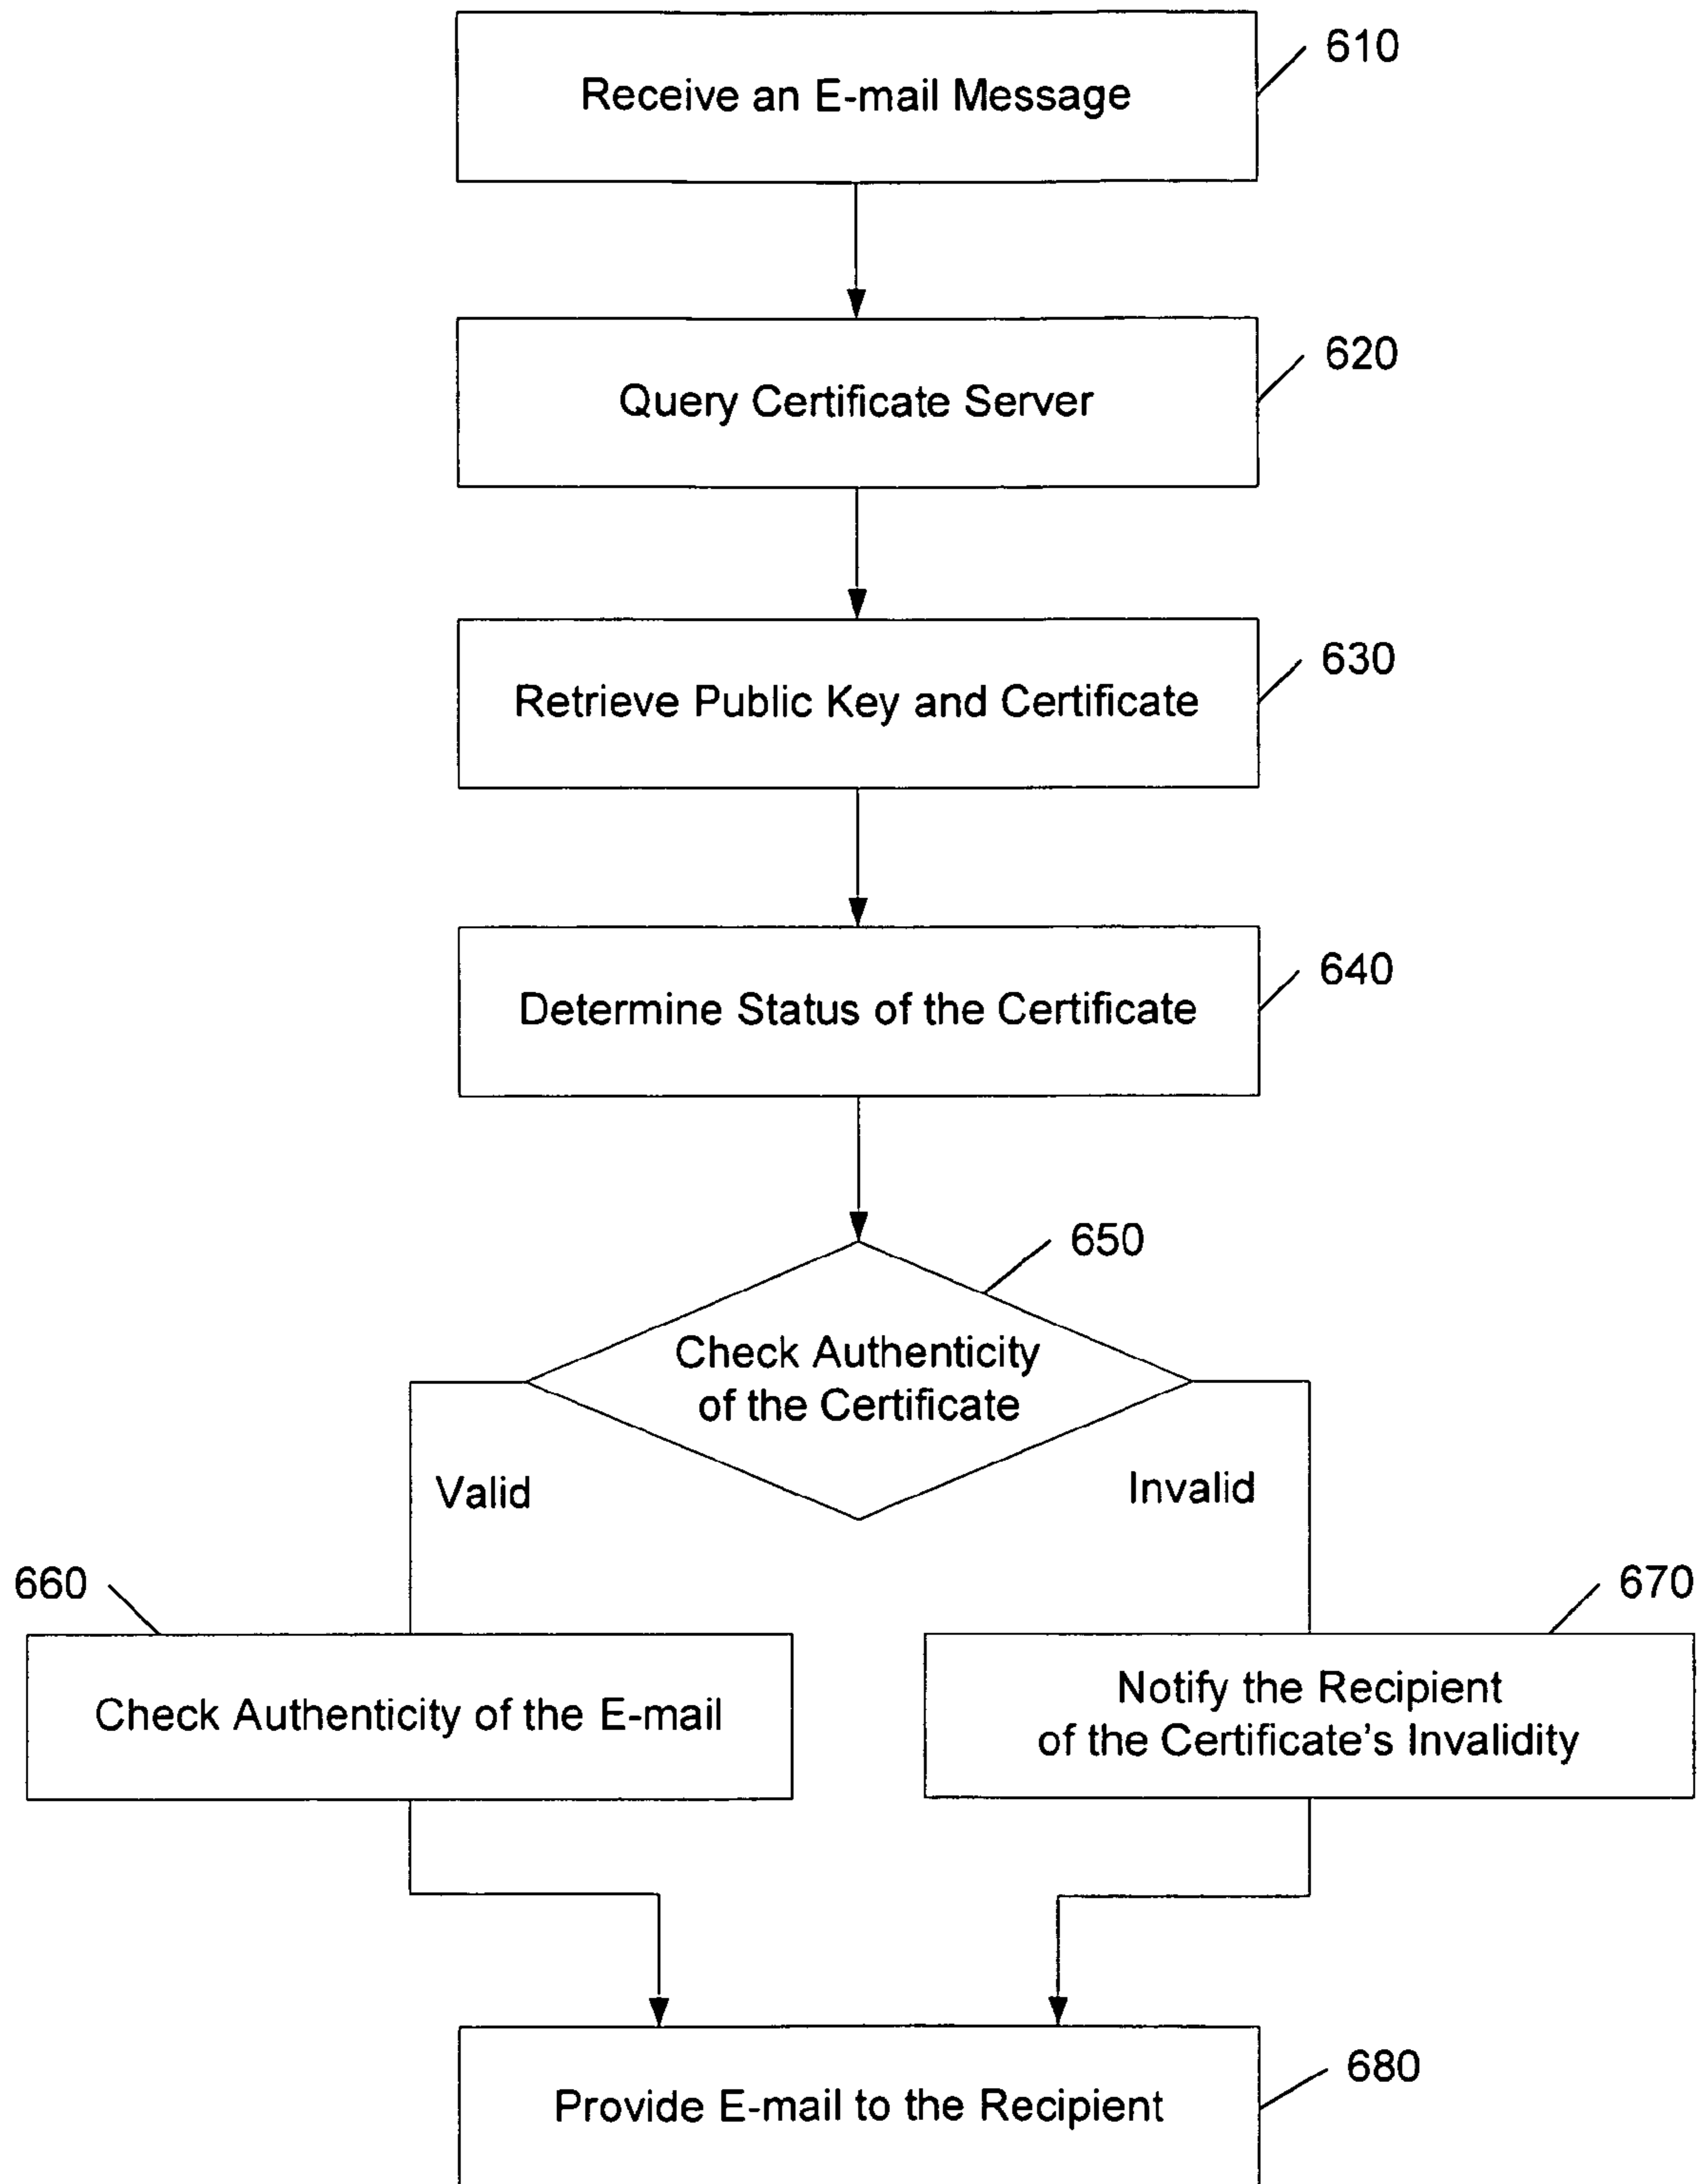 610
Receive an E-mail Message
620
Query Certificate Server
630
Retrieve Public Key and Certificate
640
Determine Status of the Certificate
650
Check Authenticity
of the Certificate
Valid
Invalid
660
670
Check Authenticity of the E-mail
Notify the Recipient
of the Certificate's Invalidity
680
Provide E-mail to the Recipient